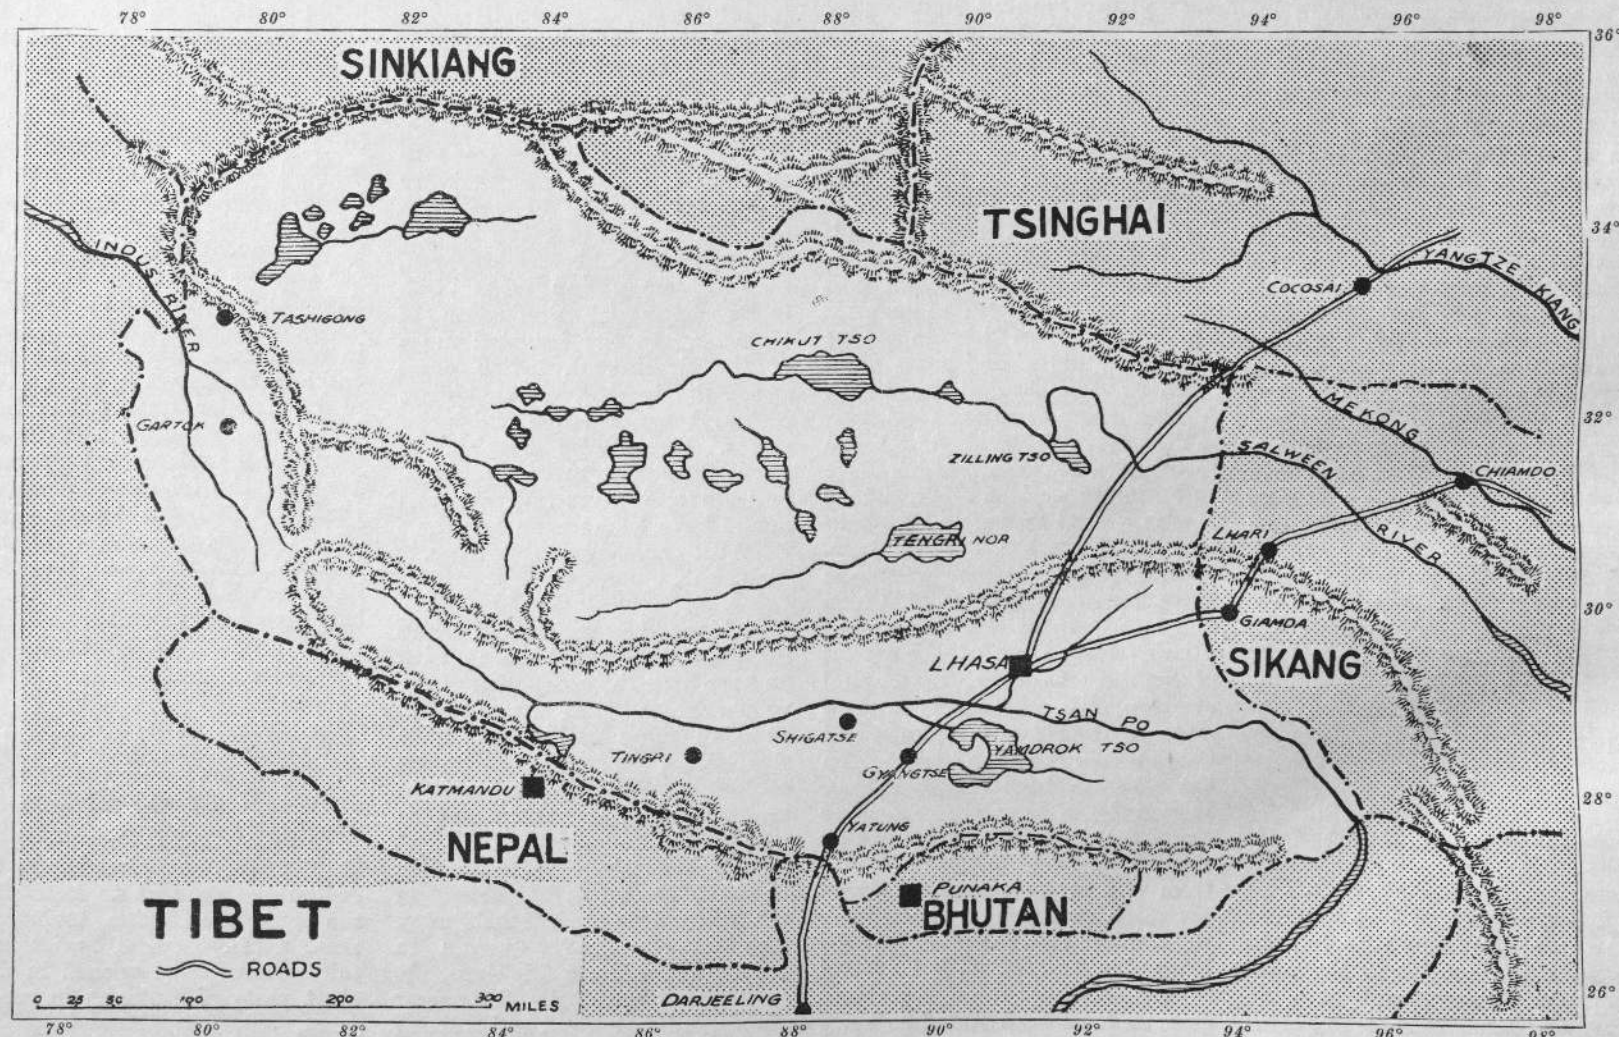 78° 80° 82° 84° 86° 88° 90° 92° 94° 96° 98°
36°
SINKIANG
TSINGHAI
34°
INDUS RIVER
YANGTZE KIANG
COCOSAI
TASHIGONG
CHIKUT TSO
32°
MEKONG
GARTOK
SALWEEN RIVER
ZILLING TSO
CHIAMDO
TENGRI NOR
LHARI
30°
GIAMDA
LHASA
SIKANG
TSAN PO
SHIGATSE
TINGRI
YAMDROK TSO
GYANGTSE
KATMANDU
28°
YATUNG
NEPAL
PUNAKA
BHUTAN
TIBET
ROADS
DARJEELING
26°
0 25 50 100 200 300 MILES
78° 80° 82° 84° 86° 88° 90° 92° 94° 96° 98°